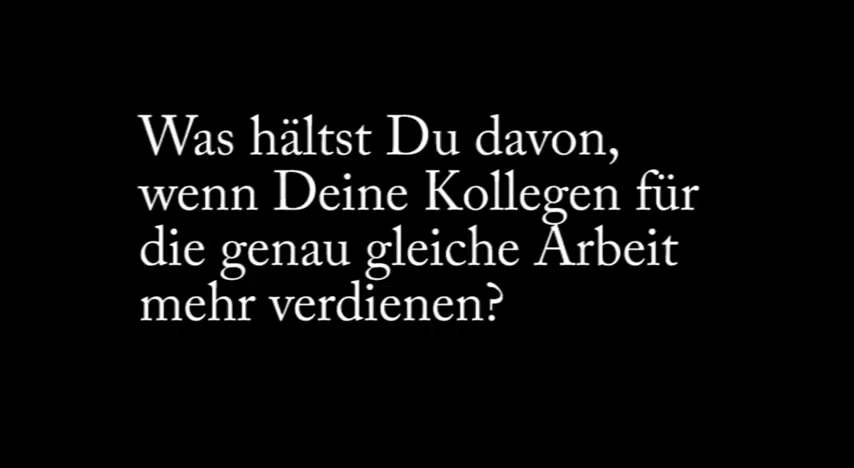 Was hältst Du davon,
wenn Deine Kollegen für
die genau gleiche Arbeit
mehr verdienen?